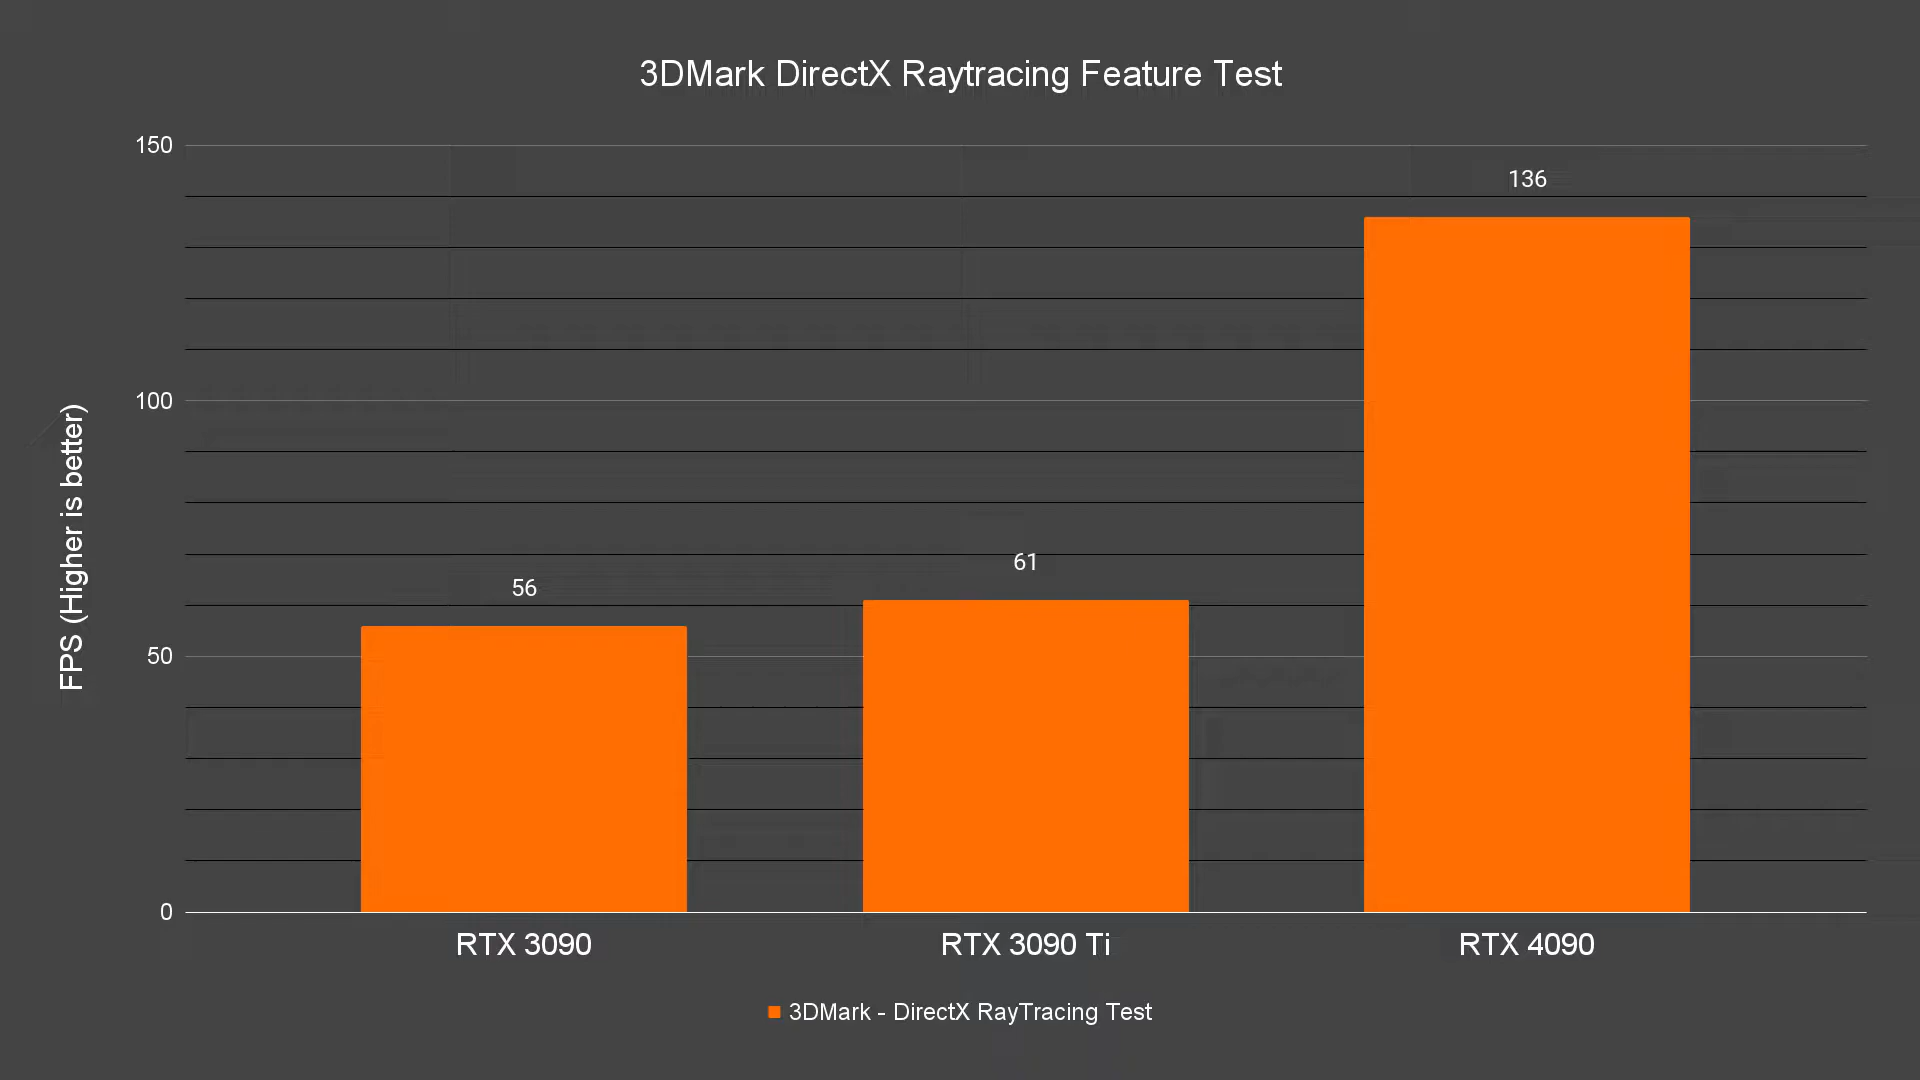 3DMark DirectX Raytracing Feature Test
FPS (Higher is better)
150
100
50
0
56
61
136
RTX 3090
RTX 3090 Ti
RTX 4090
3DMark - DirectX RayTracing Test